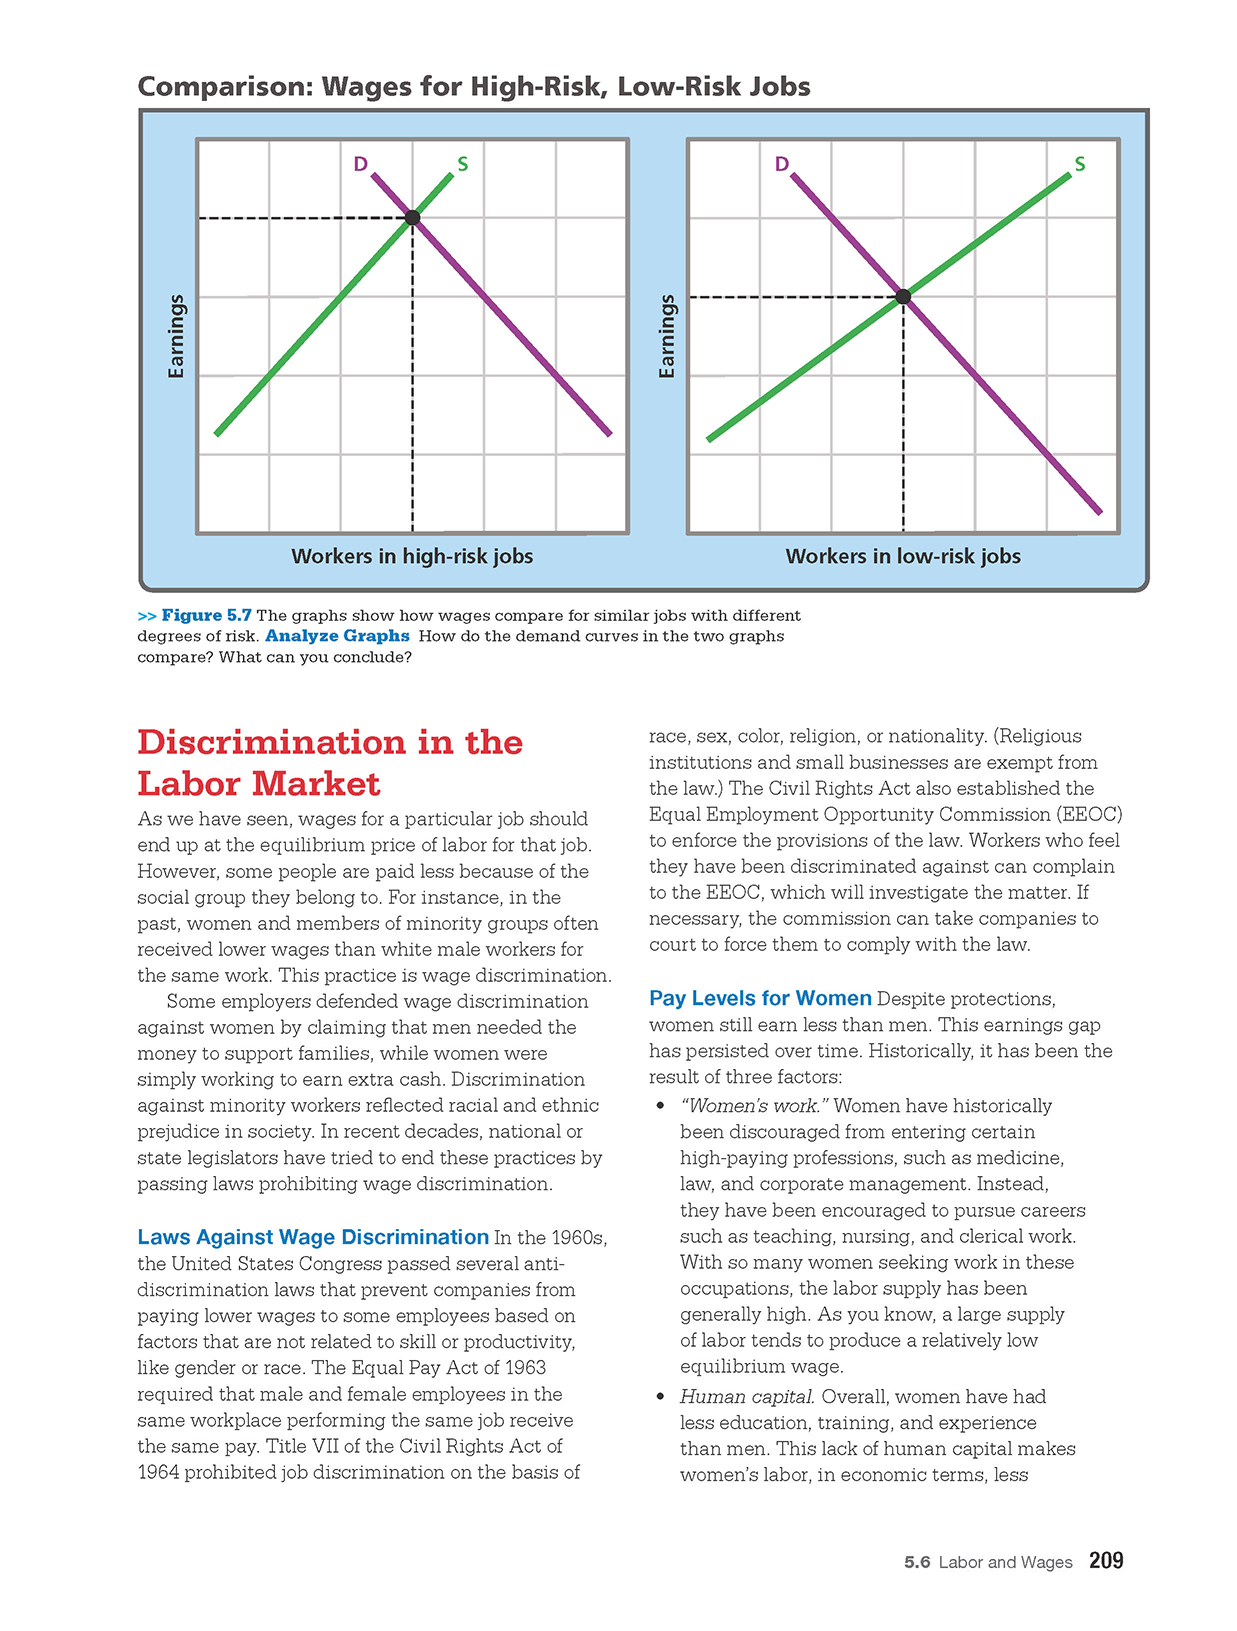 Comparison: Wages for High-Risk, Low-Risk Jobs
D
S
Earnings
Workers in high-risk jobs
D
S
Earnings
Workers in low-risk jobs
>> Figure 5.7 The graphs show how wages compare for similar jobs with different
degrees of risk. Analyze Graphs How do the demand curves in the two graphs
compare? What can you conclude?
Discrimination in the
Labor Market
As we have seen, wages for a particular job should
end up at the equilibrium price of labor for that job.
However, some people are paid less because of the
social group they belong to. For instance, in the
past, women and members of minority groups often
received lower wages than white male workers for
the same work. This practice is wage discrimination.
Some employers defended wage discrimination
against women by claiming that men needed the
money to support families, while women were
simply working to earn extra cash. Discrimination
against minority workers reflected racial and ethnic
prejudice in society. In recent decades, national or
state legislators have tried to end these practices by
passing laws prohibiting wage discrimination.
Laws Against Wage Discrimination In the 1960s,
the United States Congress passed several anti-
discrimination laws that prevent companies from
paying lower wages to some employees based on
factors that are not related to skill or productivity,
like gender or race. The Equal Pay Act of 1963
required that male and female employees in the
same workplace performing the same job receive
the same pay. Title VII of the Civil Rights Act of
1964 prohibited job discrimination on the basis of
race, sex, color, religion, or nationality. (Religious
institutions and small businesses are exempt from
the law.) The Civil Rights Act also established the
Equal Employment Opportunity Commission (EEOC)
to enforce the provisions of the law. Workers who feel
they have been discriminated against can complain
to the EEOC, which will investigate the matter. If
necessary, the commission can take companies to
court to force them to comply with the law.
Pay Levels for Women Despite protections,
women still earn less than men. This earnings gap
has persisted over time. Historically, it has been the
result of three factors:
• “Women’s work.” Women have historically
been discouraged from entering certain
high-paying professions, such as medicine,
law, and corporate management. Instead,
they have been encouraged to pursue careers
such as teaching, nursing, and clerical work.
With so many women seeking work in these
occupations, the labor supply has been
generally high. As you know, a large supply
of labor tends to produce a relatively low
equilibrium wage.
• Human capital. Overall, women have had
less education, training, and experience
than men. This lack of human capital makes
women’s labor, in economic terms, less
5.6 Labor and Wages 209